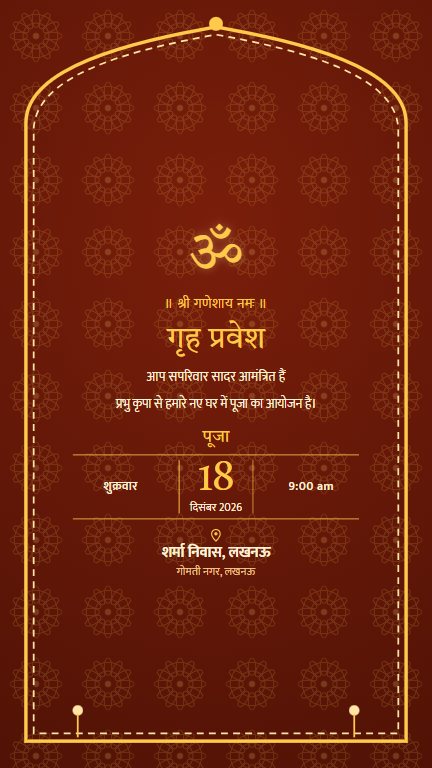 ॐ
॥ श्री गणेशाय नमः ॥
गृह प्रवेश
आप सपरिवार सादर आमंत्रित हैं
प्रभु कृपा से हमारे नए घर में पूजा का आयोजन है।
पूजा
शुक्रवार
18
दिसंबर 2026
9:00 am
शर्मा निवास, लखनऊ
गोमती नगर, लखनऊ